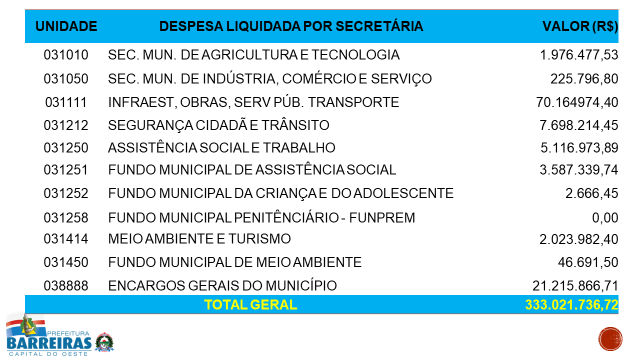 UNIDADE DESPESA LIQUIDADA POR SECRETÁRIA VALOR (R$)
031010 SEC. MUN. DE AGRICULTURA E TECNOLOGIA 1.976.477,53
031050 SEC. MUN. DE INDÚSTRIA, COMÉRCIO E SERVIÇO 225.796,80
031111 INFRAEST, OBRAS, SERV PÚB. TRANSPORTE 70.164974,40
031212 SEGURANÇA CIDADÃ E TRÂNSITO 7.698.214,45
031250 ASSISTÊNCIA SOCIAL E TRABALHO 5.116.973,89
031251 FUNDO MUNICIPAL DE ASSISTÊNCIA SOCIAL 3.587.339,74
031252 FUNDO MUNICIPAL DA CRIANÇA E DO ADOLESCENTE 2.666,45
031258 FUNDO MUNICIPAL PENITÊNCIÁRIO - FUNPREM 0,00
031414 MEIO AMBIENTE E TURISMO 2.023.982,40
031450 FUNDO MUNICIPAL DE MEIO AMBIENTE 46.691,50
038888 ENCARGOS GERAIS DO MUNICÍPIO 21.215.866,71
TOTAL GERAL 333.021.736,72
PREFEITURA
BARREIRAS
CAPITAL DO OESTE